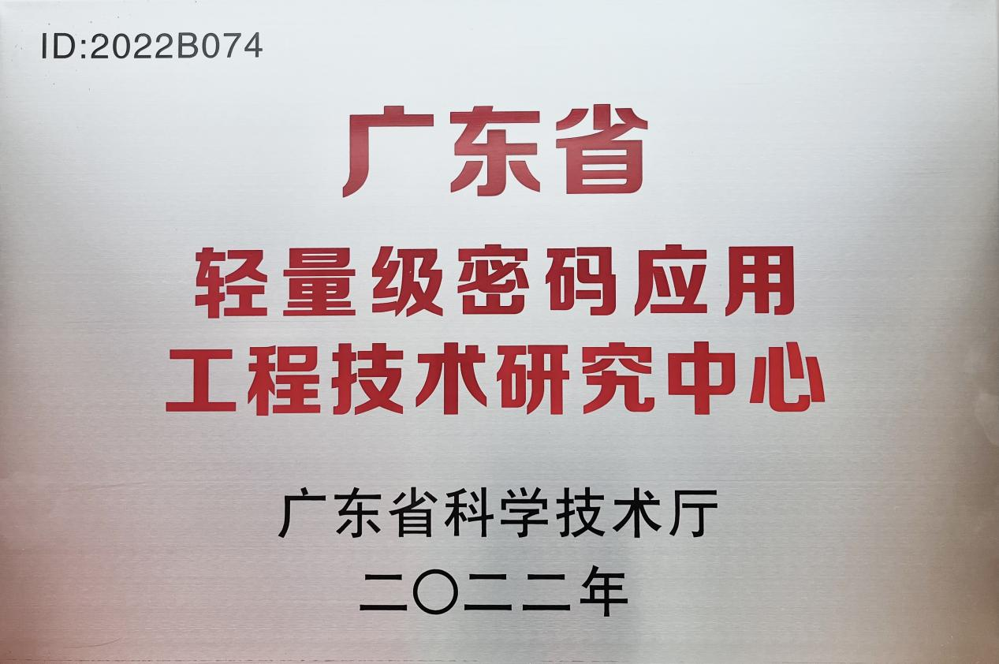 ID:2022B074
广东省
轻量级密码应用
工程技术研究中心
广东省科学技术厅
二〇二二年